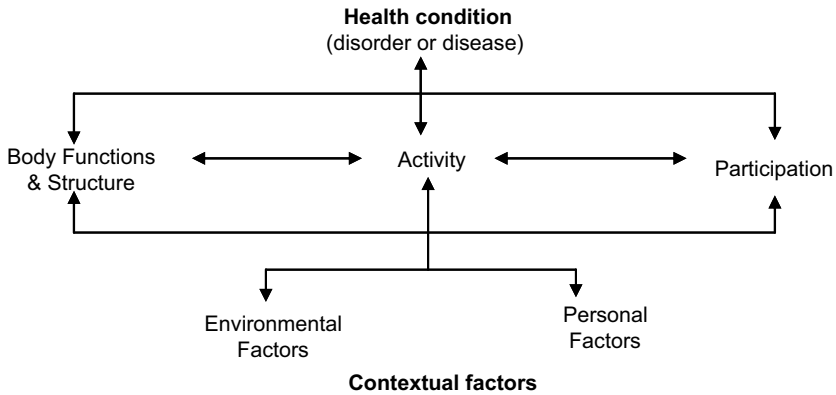 Health condition
(disorder or disease)
Body Functions
& Structure
Activity
Participation
Environmental
Factors
Personal
Factors
Contextual factors